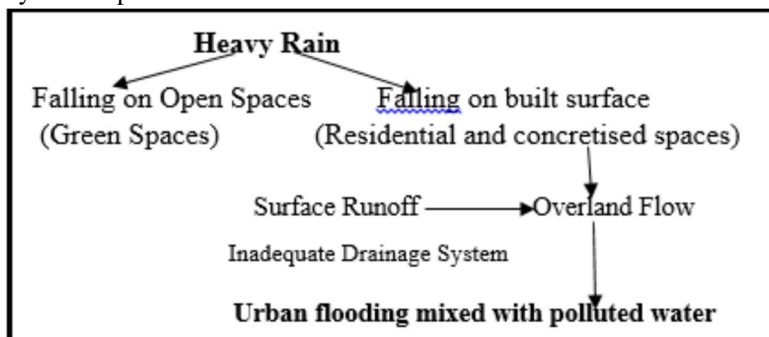 Heavy Rain
Falling on Open Spaces Falling on built surface
(Green Spaces) (Residential and concretised spaces)
Surface Runoff Overland Flow
Inadequate Drainage System
Urban flooding mixed with polluted water